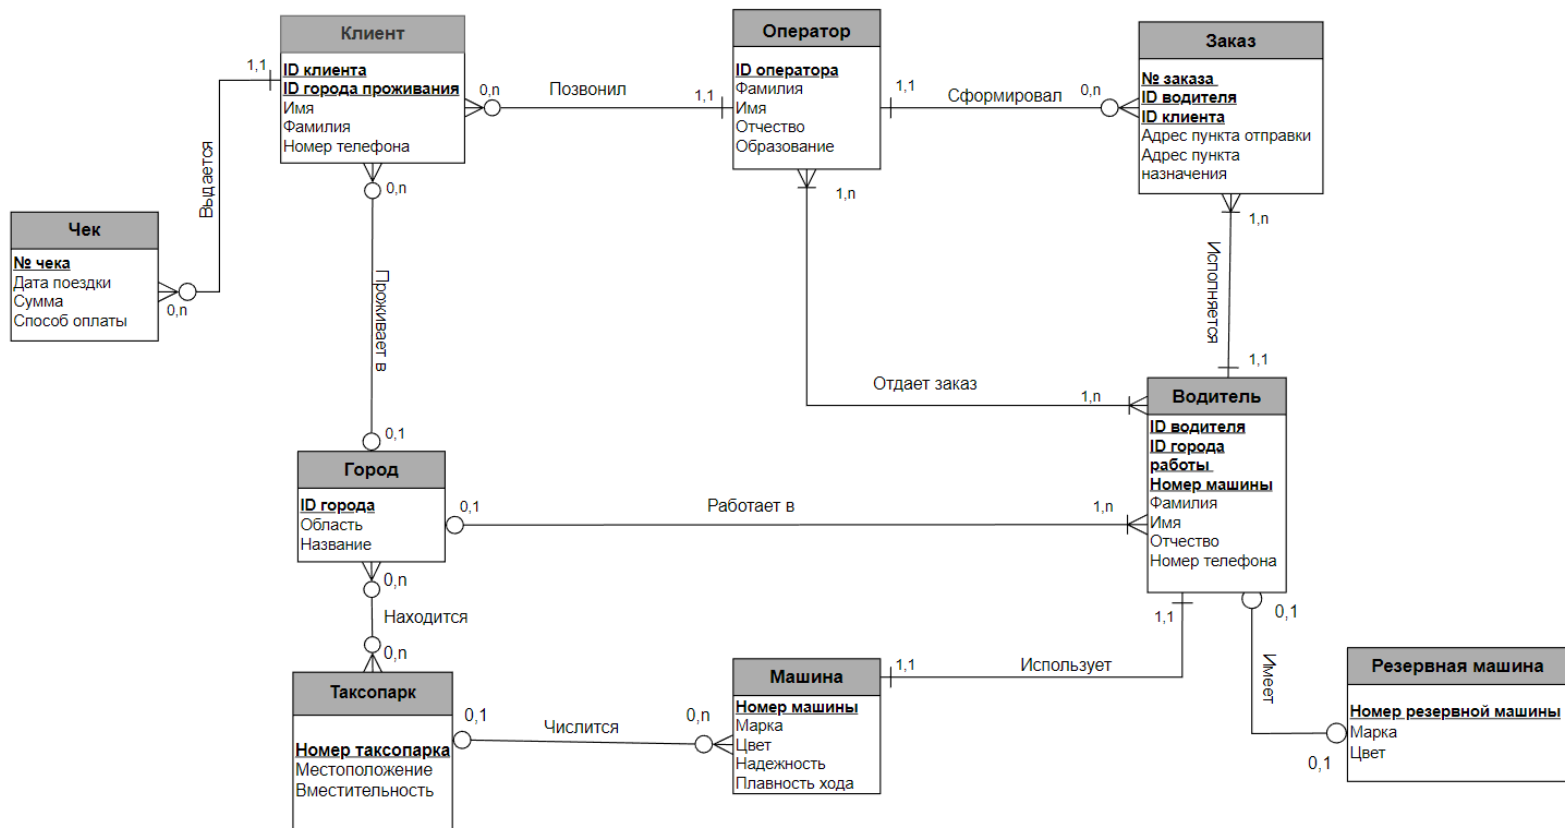 Клиент
ID клиента
ID города проживания
Имя
Фамилия
Номер телефона
1,1
0,n
Позвонил
1,1
Оператор
ID оператора
Фамилия
Имя
Отчество
Образование
1,1
Сформировал
0,n
Заказ
№ заказа
ID водителя
ID клиента
Адрес пункта отправки
Адрес пункта
назначения
Выдается
0,n
1,n
1,n
Чек
№ чека
Дата поездки
Сумма
Способ оплаты
0,n
Проживает в
Исполняется
Отдает заказ
1,n
1,1
Водитель
ID водителя
ID города
работы
Номер машины
Фамилия
Имя
Отчество
Номер телефона
0,1
Город
ID города
Область
Название
0,1
Работает в
1,n
0,n
Находится
0,n
1,1
0,1
Таксопарк
Номер таксопарка
Местоположение
Вместительность
0,1
Числится
0,n
Машина
Номер машины
Марка
Цвет
Надежность
Плавность хода
1,1
Использует
Имеет
0,1
Резервная машина
Номер резервной машины
Марка
Цвет